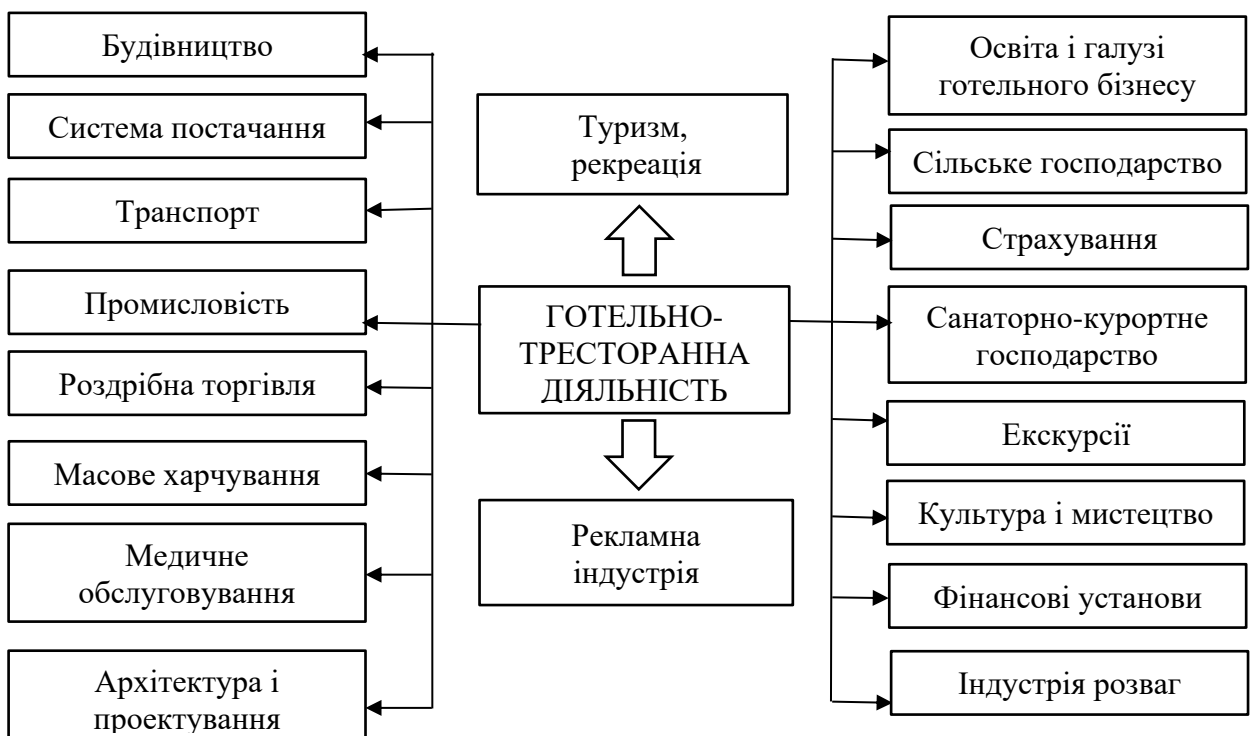 Будівництво
Система постачання
Транспорт
Промисловість
Роздрібна торгівля
Масове харчування
Медичне
обслуговування
Архітектура і
проектування
Туризм,
рекреація
ГОТЕЛЬНО-
ТРЕСТОРАННА
ДІЯЛЬНІСТЬ
Рекламна
індустрія
Освіта і галузі
готельного бізнесу
Сільське господарство
Страхування
Санаторно-курортне
господарство
Екскурсії
Культура і мистецтво
Фінансові установи
Індустрія розваг